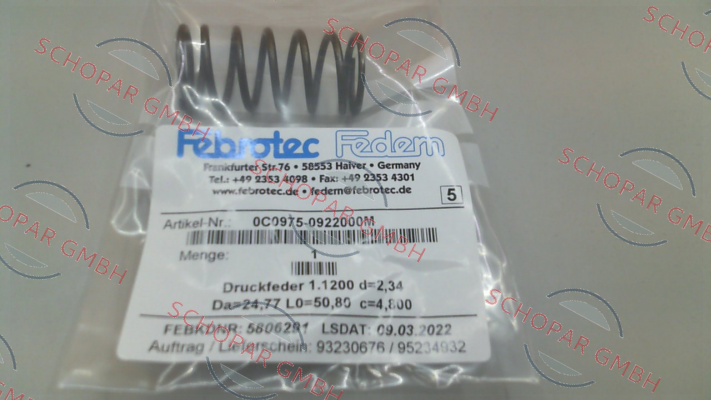 Febrotec Federn
Frankfurter Str.76 • 58553 Halver • Germany
Tel.: +49 2353 4098 • Fax: +49 2353 4301
www.febrotec.de • federn@febrotec.de
5
Artikel-Nr.: 0C0975-0922000M
Menge: 1
Druckfeder 1.1200 d=2,34
Da=24,77 L0=50,80 c=4,800
FEBKDNR: 5806291 LSDAT: 09.03.2022
Auftrag / Lieferschein: 93230676 / 95234932
SCHOPAR GMBH
SCHOPAR GMBH
SCHOPAR GMBH
SCHOPAR GMBH
SCHOPAR GMBH
SCHOPAR GMBH